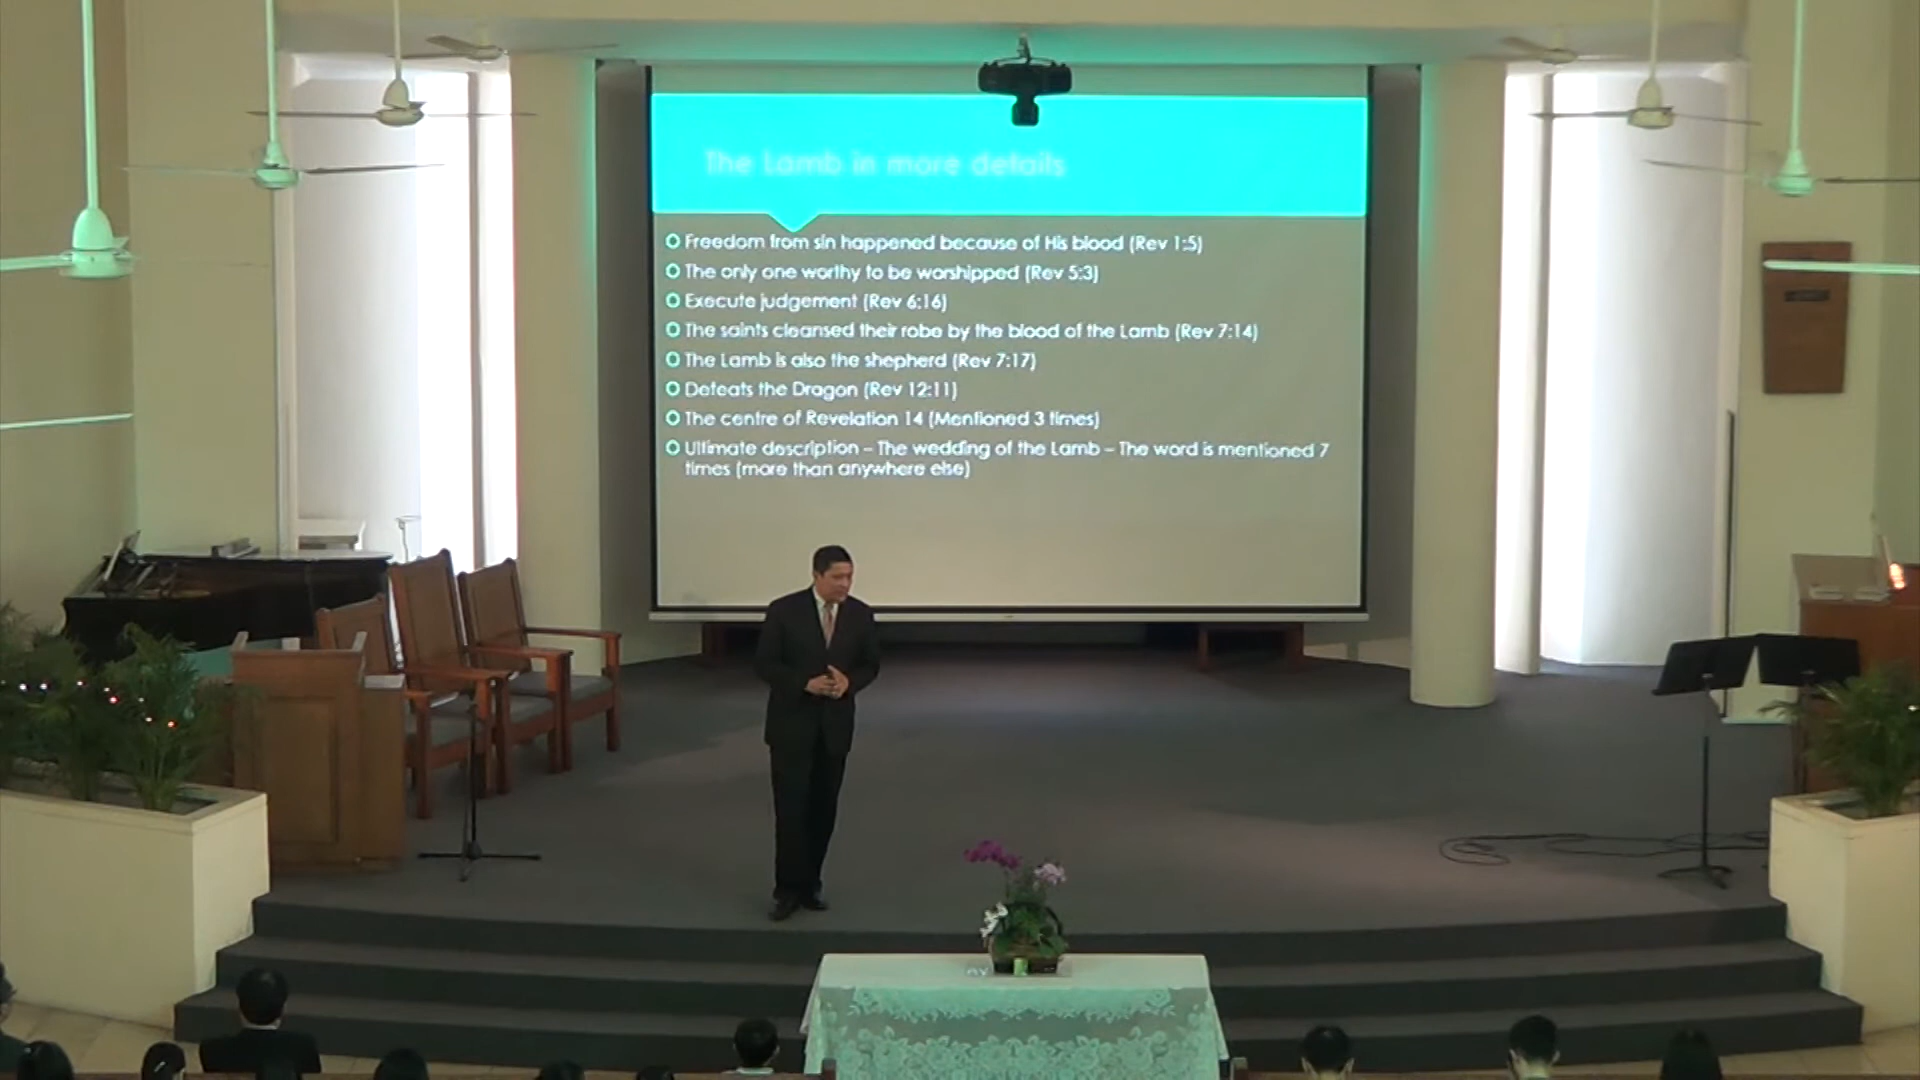 The Lamb in more details
Freedom from sin happened because of His blood (Rev 1:5)
The only one worthy to be worshipped (Rev 5:3)
Execute judgement (Rev 6:16)
The saints cleansed their robe by the blood of the Lamb (Rev 7:14)
The Lamb is also the shepherd (Rev 7:17)
Defeats the Dragon (Rev 12:11)
The centre of Revelation 14 (Mentioned 3 times)
Ultimate description – The wedding of the Lamb – The word is mentioned 7
times (more than anywhere else)